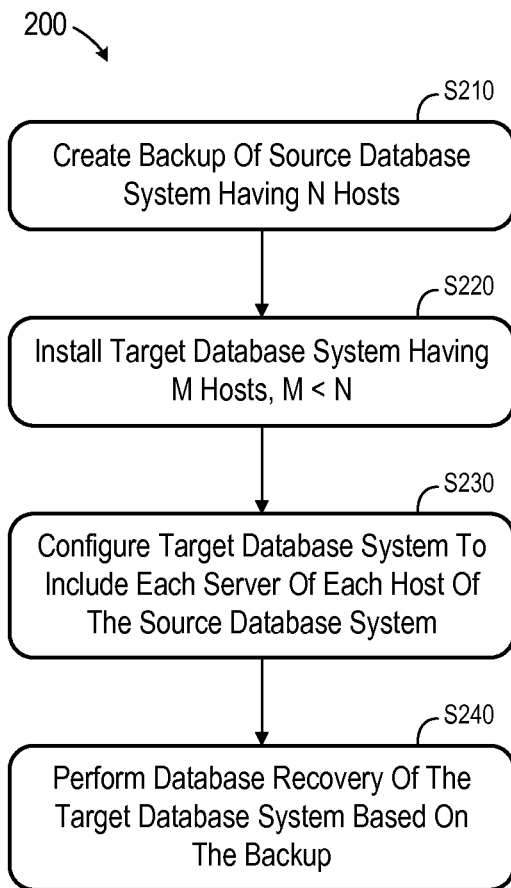 200
S210
Create Backup Of Source Database
System Having N Hosts
S220
Install Target Database System Having
M Hosts, M < N
S230
Configure Target Database System To
Include Each Server Of Each Host Of
The Source Database System
S240
Perform Database Recovery Of The
Target Database System Based On
The Backup